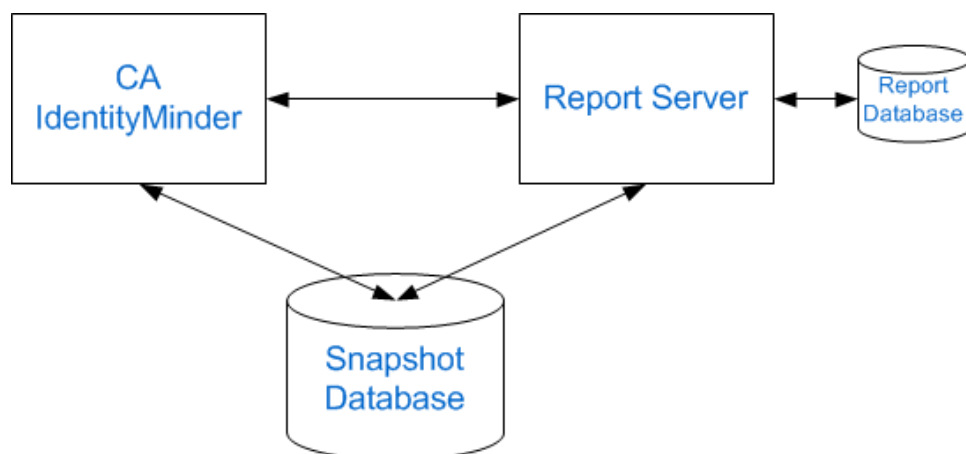 CA
IdentityMinder
Report Server
Report
Database
Snapshot
Database